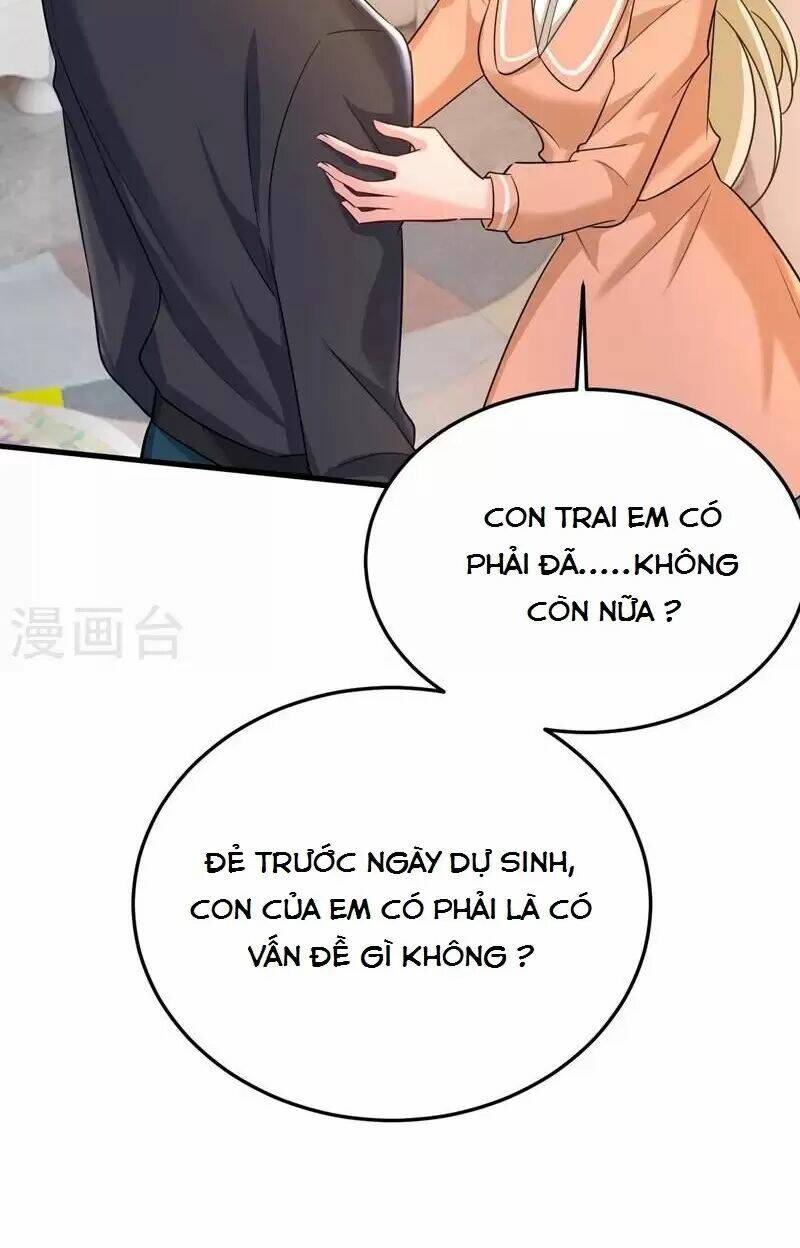 CON TRAI EM CÓ
PHẢI ĐÃ.....KHÔNG
CÒN NỮA ?
漫画台
ĐẺ TRƯỚC NGÀY DỰ SINH,
CON CỦA EM CÓ PHẢI LÀ CÓ
VẤN ĐỀ GÌ KHÔNG ?